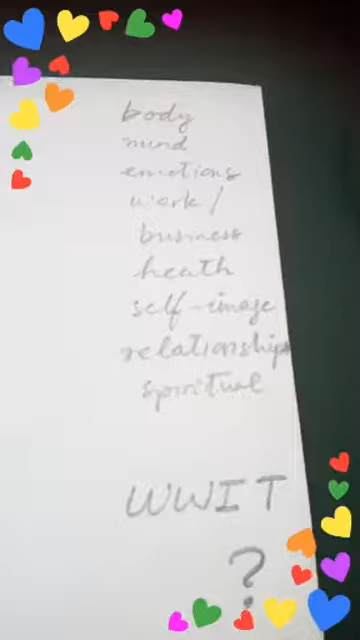 body
mind
emotions
work/
business
heath
self-image
relationships
spiritual
WWIT
?